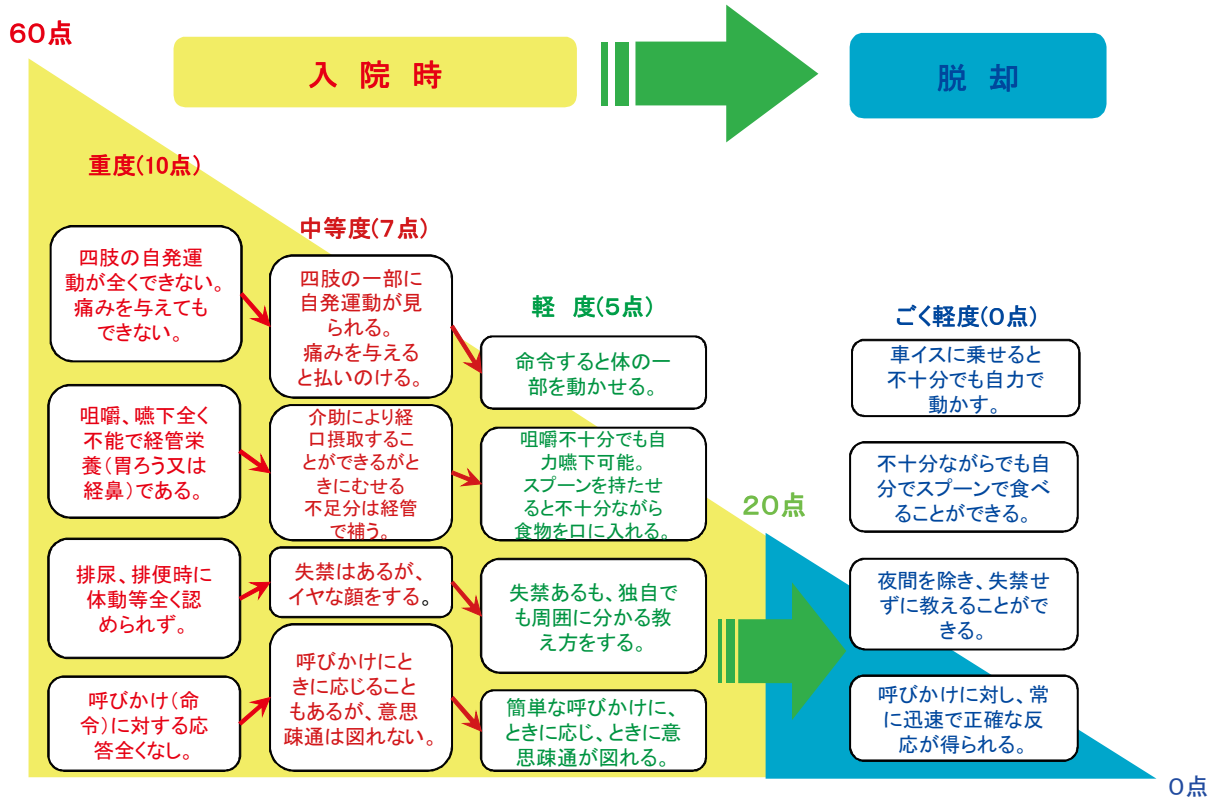 60点
入 院 時
脱 却
重度(10点)
四肢の自発運
動が全くできない。
痛みを与えても
できない。
咀嚼、嚥下全く
不能で経管栄
養(胃ろう又は
経鼻)である。
排尿、排便時に
体動等全く認
められず。
呼びかけ(命
令)に対する応
答全くなし。
中等度(7点)
四肢の一部に
自発運動が見
られる。
痛みを与える
と払いのける。
介助により経
口摂取するこ
とができるがと
きにむせる
不足分は経管
で補う。
失禁はあるが、
イヤな顔をする。
呼びかけにと
きに応じること
もあるが、意思
疎通は図れない。
軽 度(5点)
命令すると体の一
部を動かせる。
咀嚼不十分でも自
力嚥下可能。
スプーンを持たせ
ると不十分ながら
食物を口に入れる。
失禁あるも、独自で
も周囲に分かる教
え方をする。
簡単な呼びかけに、
ときに応じ、ときに意
思疎通が図れる。
20点
ごく軽度(0点)
車イスに乗せると
不十分でも自力で
動かす。
不十分ながらでも自
分でスプーンで食べ
ることができる。
夜間を除き、失禁せ
ずに教えることがで
きる。
呼びかけに対し、常
に迅速で正確な反
応が得られる。
0点